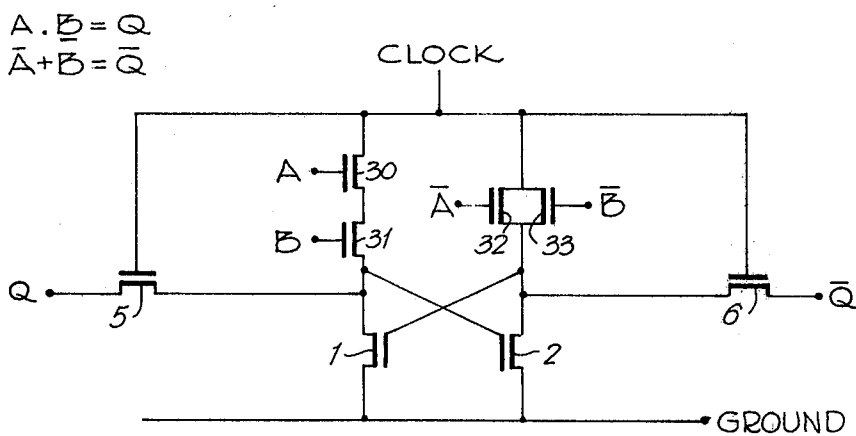 A . B = Q
Ā + B̄ = Q̄
CLOCK
A 30
Ā B̄
B 31 32 33
Q 5 6 Q̄
1 2
GROUND